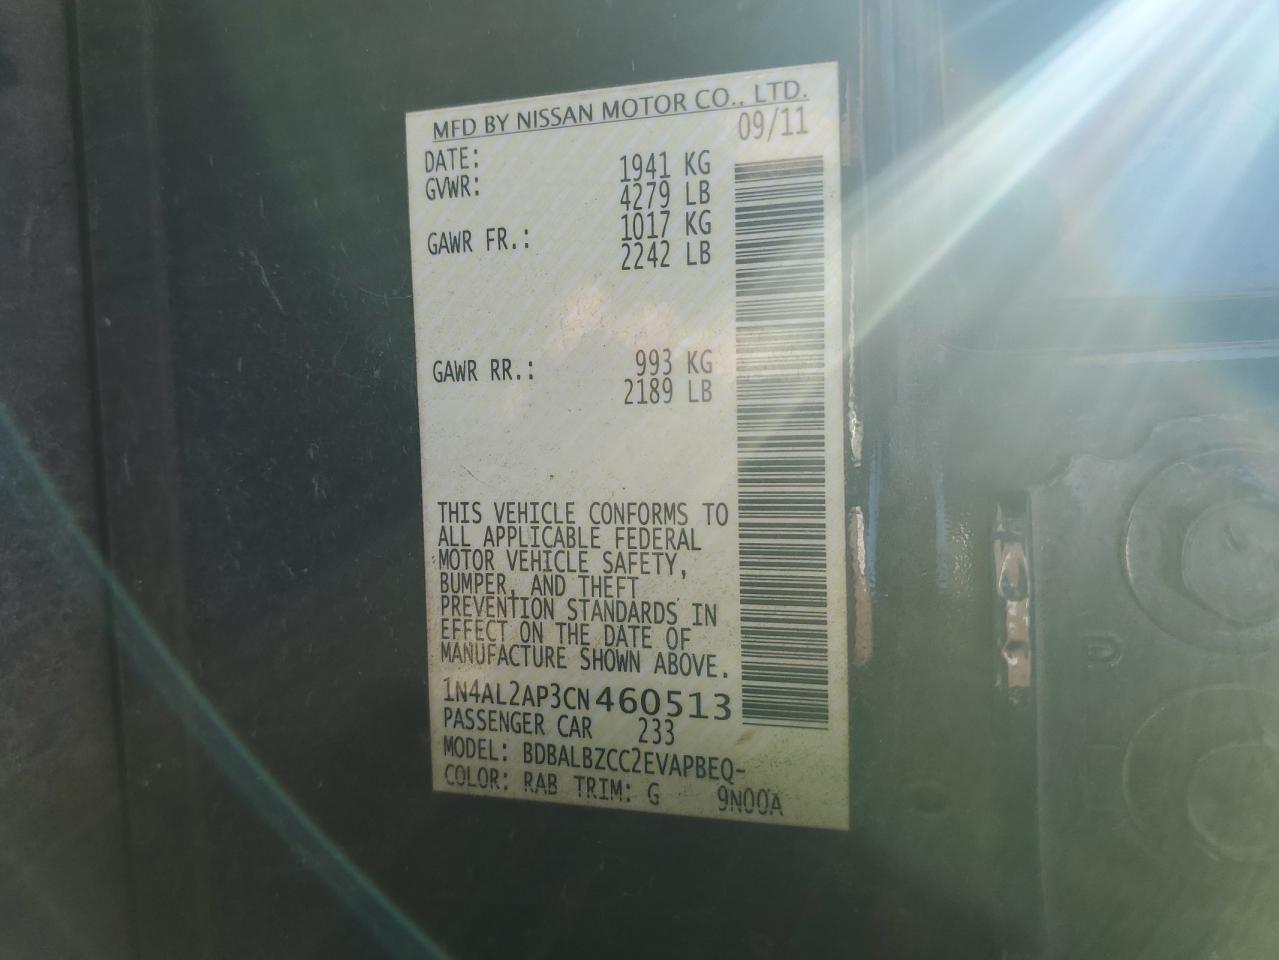 MFD BY NISSAN MOTOR CO., LTD.
DATE: 09/11
GVWR: 1941 KG
4279 LB
GAWR FR.: 1017 KG
2242 LB
GAWR RR.: 993 KG
2189 LB
THIS VEHICLE CONFORMS TO
ALL APPLICABLE FEDERAL
MOTOR VEHICLE SAFETY,
BUMPER, AND THEFT
PREVENTION STANDARDS IN
EFFECT ON THE DATE OF
MANUFACTURE SHOWN ABOVE.
1N4AL2AP3CN460513
PASSENGER CAR 233
MODEL: BDBALBZCC2EVAPBEQ-
COLOR: RAB TRIM: G 9N00A